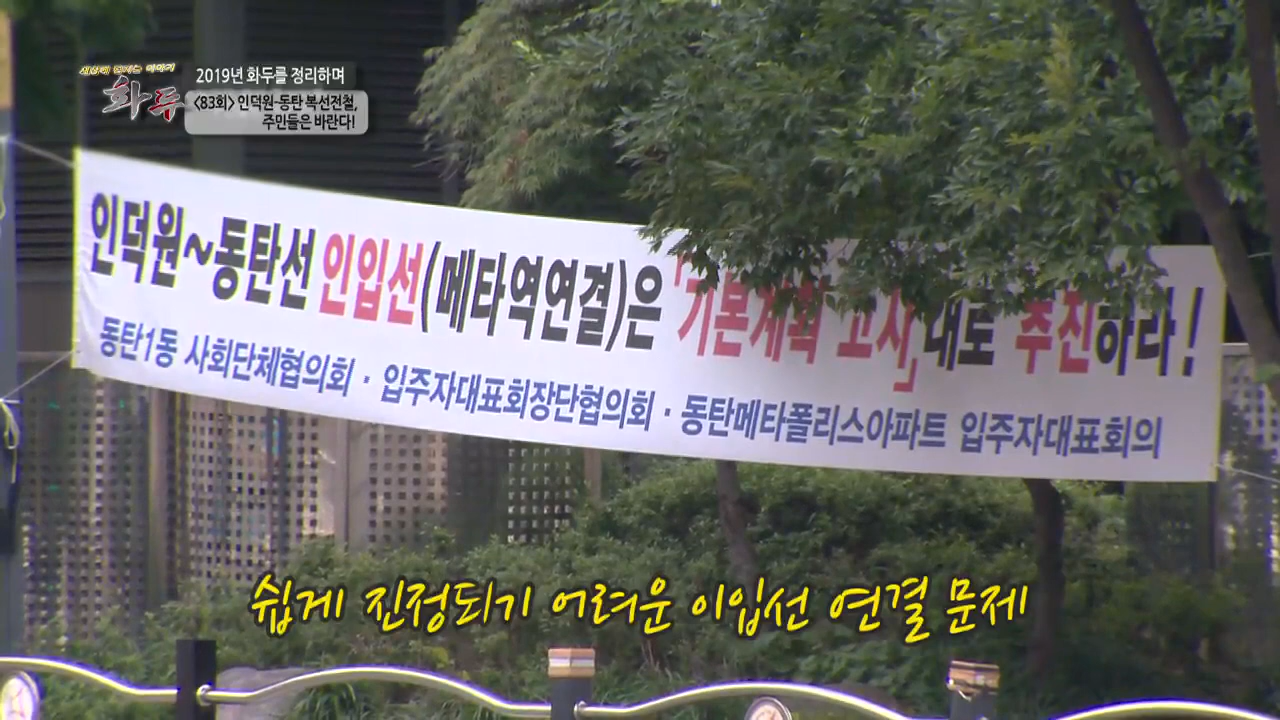 세상에 던지는 이야기
화두
2019년 화두를 정리하며
<83회> 인덕원-동탄 복선전철,
주민들은 바란다!
인덕원~동탄선 인입선(메타역연결)은 「기본계획 고시」대로 추진하라!
동탄1동 사회단체협의회 · 입주자대표회장단협의회 · 동탄메타폴리스아파트 입주자대표회의
쉽게 진정되기 어려운 이입선 연결 문제